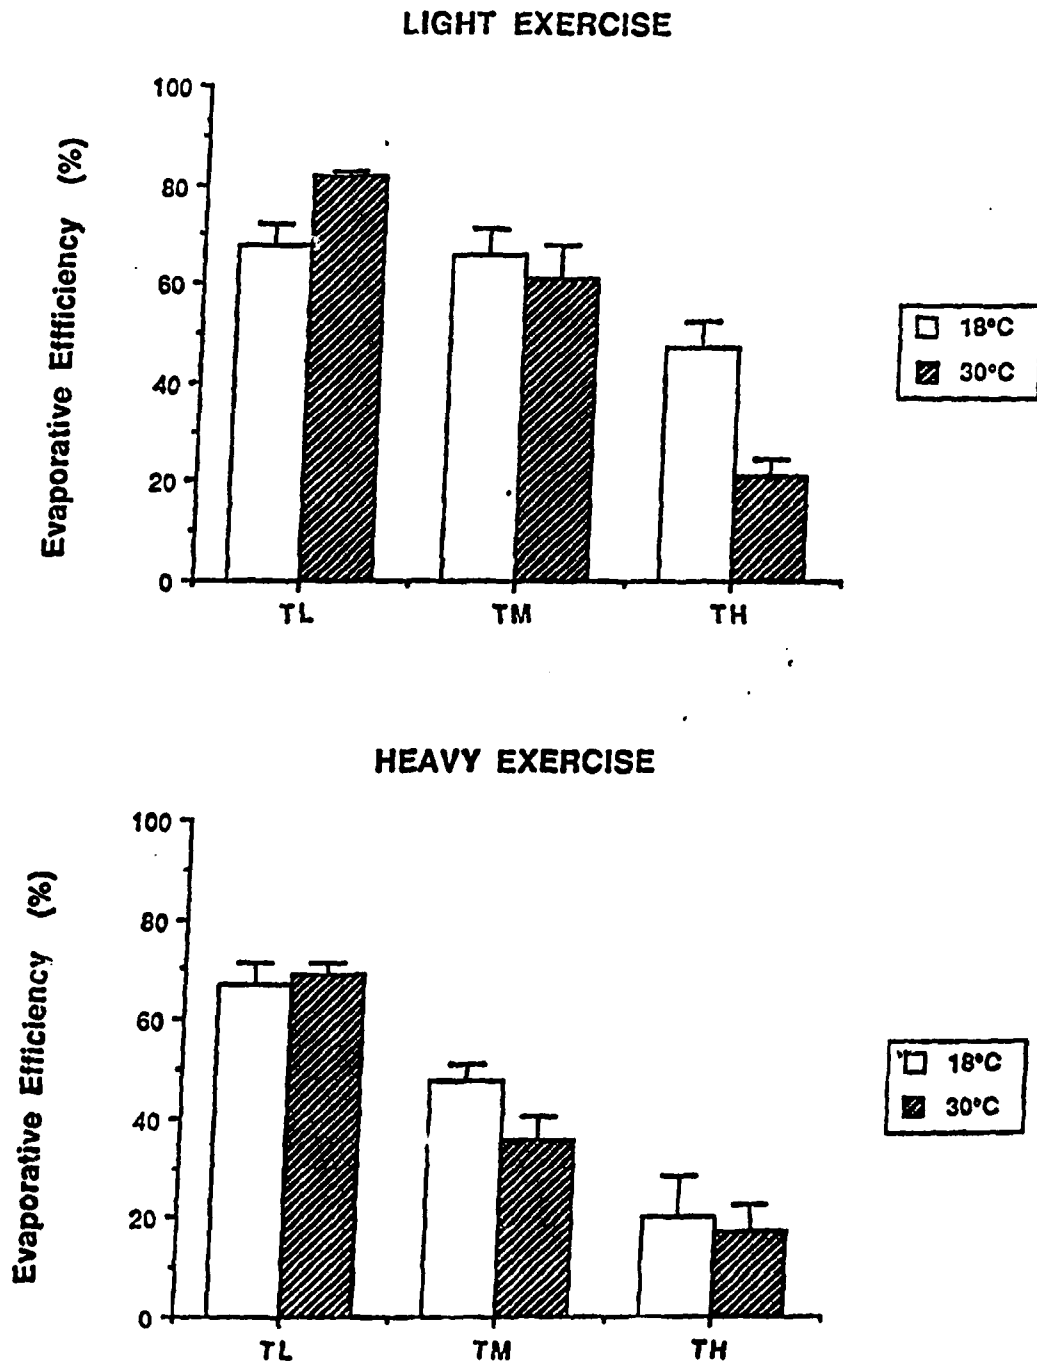 LIGHT EXERCISE
Evaporative Effficiency (%)
100
80
60
40
20
0
TL TM TH
18°C
30°C
HEAVY EXERCISE
Evaporative Efficiency (%)
100
80
60
40
20
0
TL TM TH
18°C
30°C